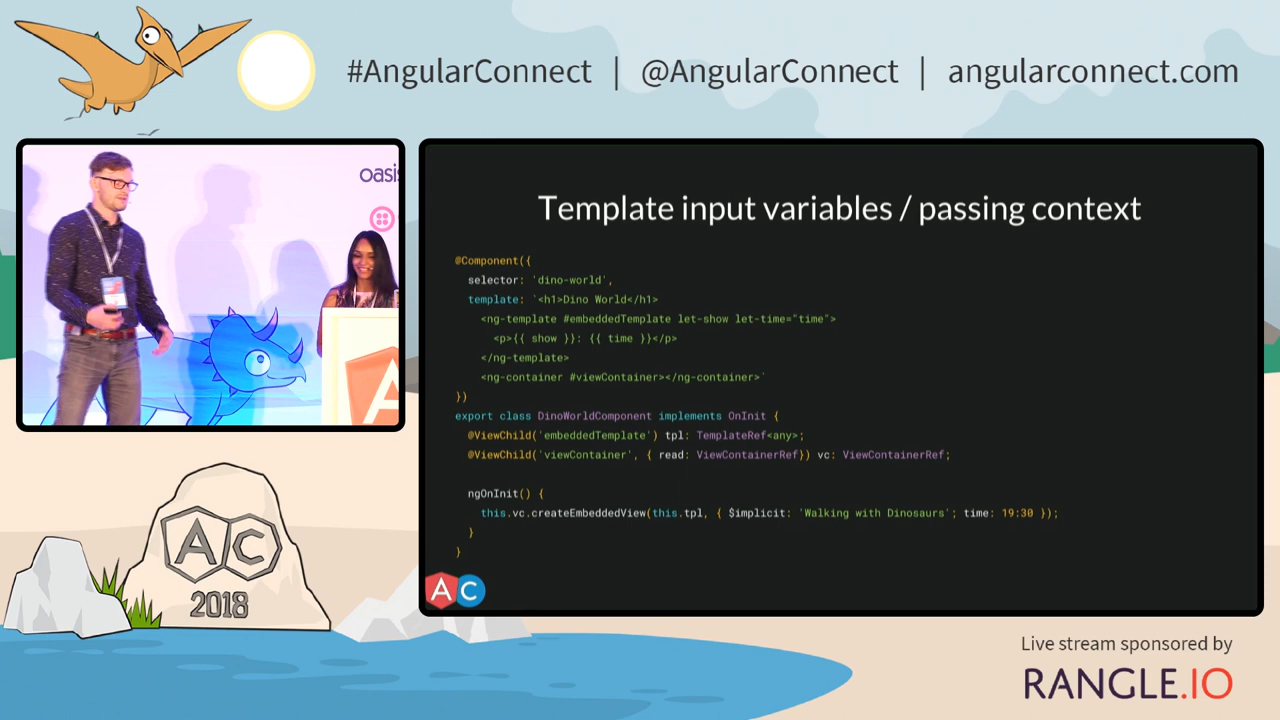 #AngularConnect | @AngularConnect | angularconnect.com
oasis
Template input variables / passing context
@Component({
selector: 'dino-world',
template: `<h1>Dino World</h1>
<ng-template #embeddedTemplate let-show let-time="time">
<p>{{ show }}: {{ time }}</p>
</ng-template>
<ng-container #viewContainer></ng-container>`
})
export class DinoWorldComponent implements OnInit {
@ViewChild('embeddedTemplate') tpl: TemplateRef<any>;
@ViewChild('viewContainer', { read: ViewContainerRef}) vc: ViewContainerRef;
ngOnInit() {
this.vc.createEmbeddedView(this.tpl, { $implicit: 'Walking with Dinosaurs'; time: 19:30 });
}
}
A
A C
A C
2018
Live stream sponsored by
RANGLE.IO